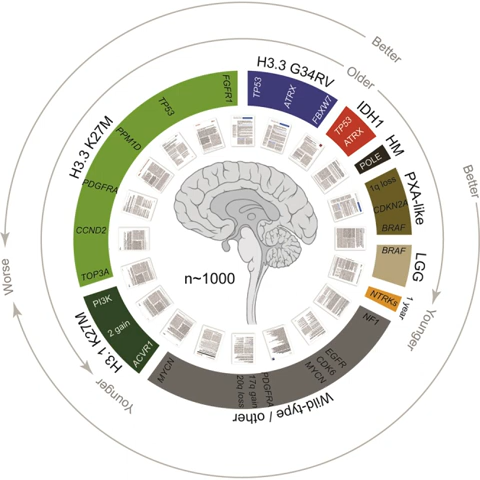 Better
Older
H3.3 G34RV
TP53
ATRX
FBXW7
IDH1
TP53
ATRX
HM
POLE
PXA-like
1q loss
CDKN2A
BRAF
Better
LGG
BRAF
1 year
NTRKs
Younger
Wild-type / other
NF1
EGFR
CDK6
MYCN
PDGFRA
17q gain
20q loss
MYCN
H3.1 K27M
ACVR1
2 gain
PI3K
Younger
Worse
H3.3 K27M
TOP3A
CCND2
PDGFRA
PPM1D
TP53
FGFR1
n~1000